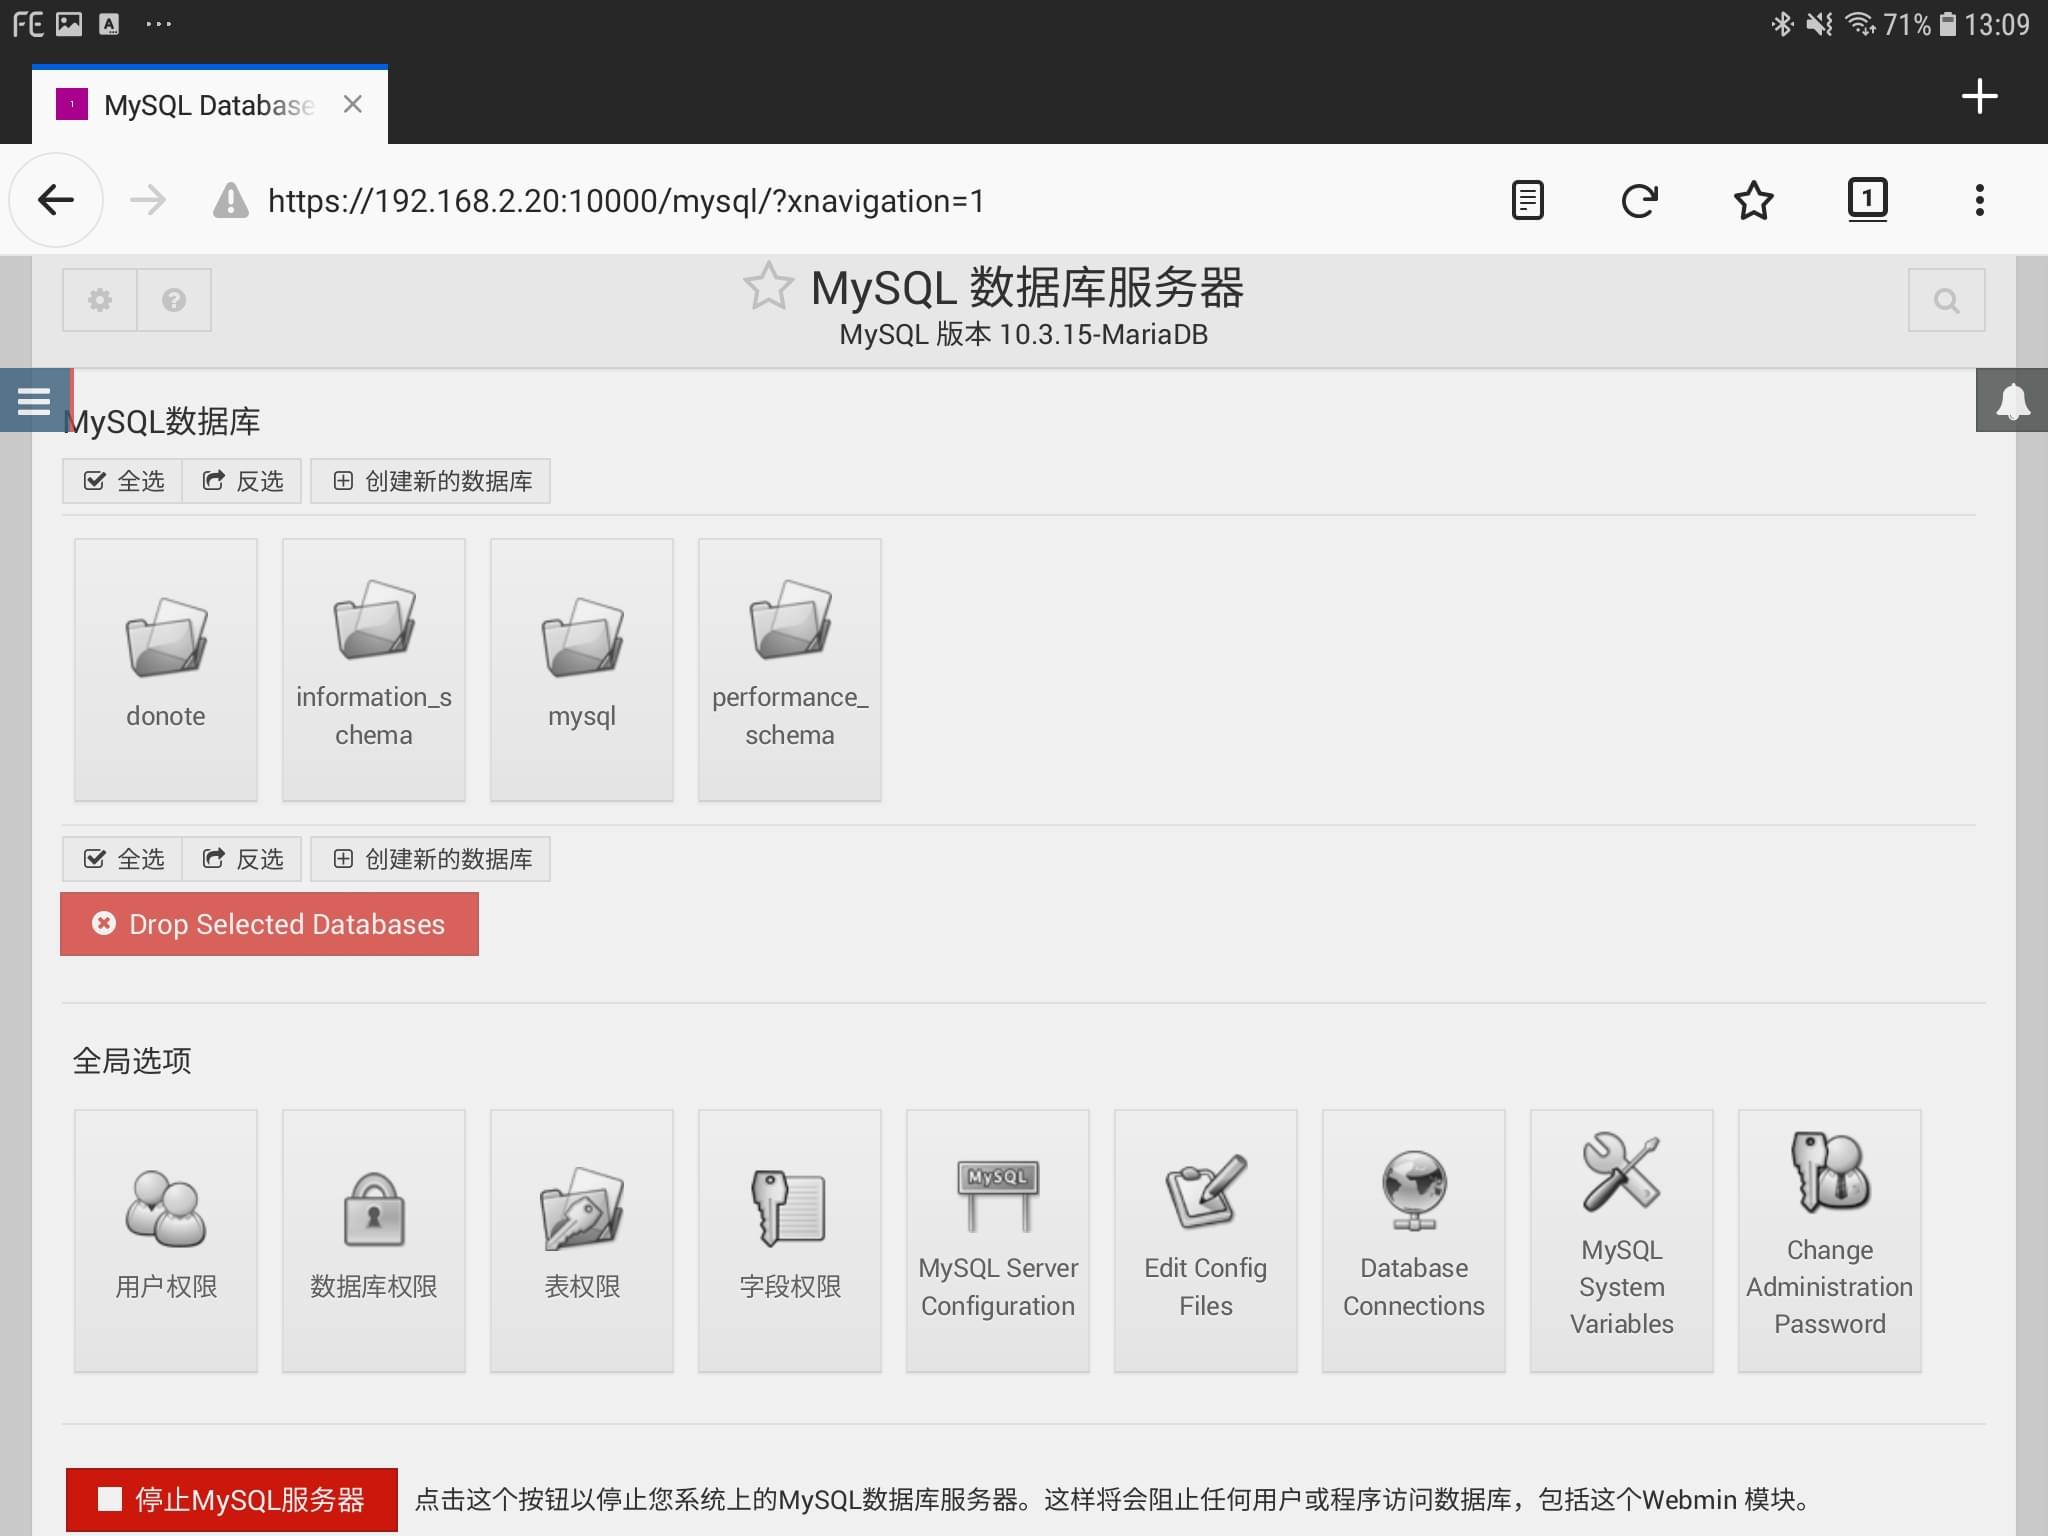 71% 13:09
MySQL Database
https://192.168.2.20:10000/mysql/?xnavigation=1
1
MySQL 数据库服务器
MySQL 版本 10.3.15-MariaDB
MySQL数据库
全选 反选 创建新的数据库
donote
information_s
chema
mysql
performance_
schema
全选 反选 创建新的数据库
Drop Selected Databases
全局选项
用户权限
数据库权限
表权限
字段权限
MySQL
MySQL Server
Configuration
Edit Config
Files
Database
Connections
MySQL
System
Variables
Change
Administration
Password
停止MySQL服务器
点击这个按钮以停止您系统上的MySQL数据库服务器。这样将会阻止任何用户或程序访问数据库，包括这个Webmin 模块。